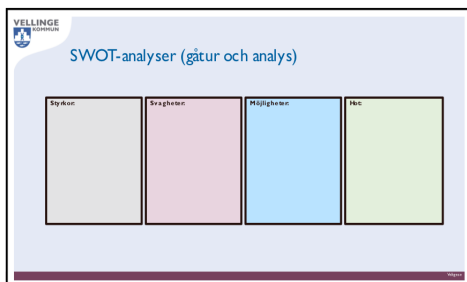 VELLINGE
KOMMUN
SWOT-analyser (gåtur och analys)
Styrkor:
Svagheter:
Möjligheter:
Hot: